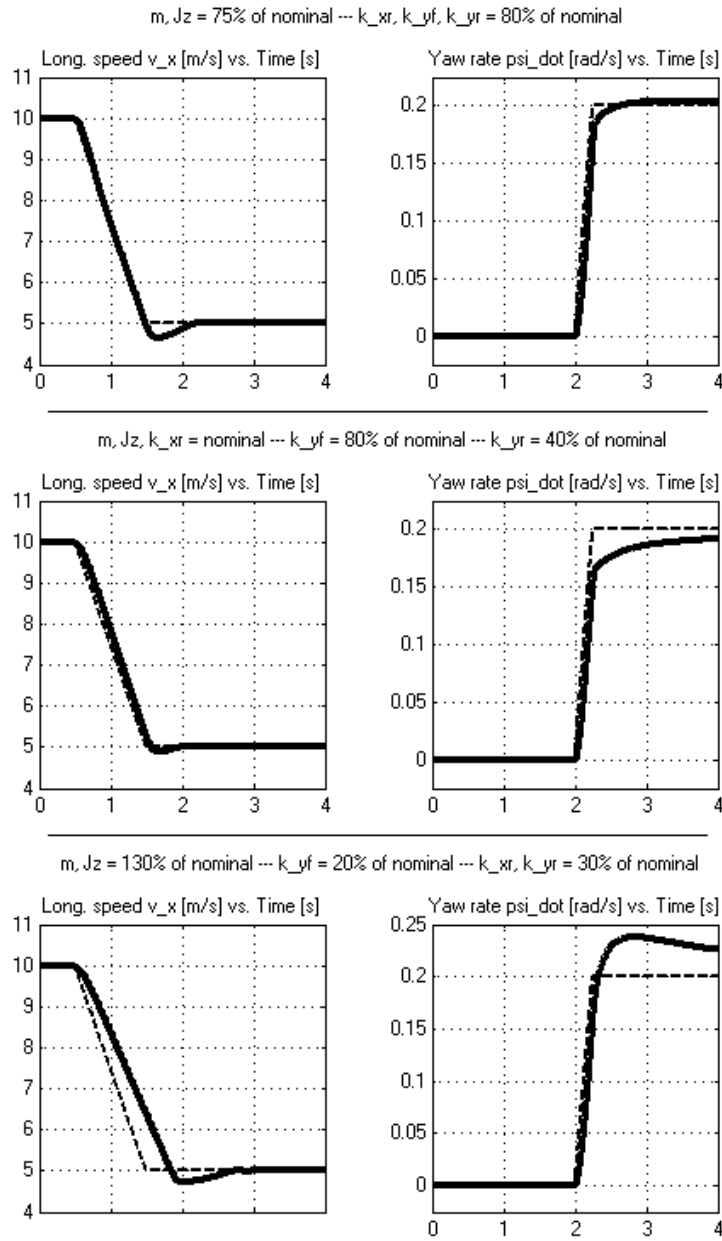 m, Jz = 75% of nominal --- k_xr, k_yf, k_yr = 80% of nominal
Long. speed v_x [m/s] vs. Time [s]
11
10
9
8
7
6
5
4
0 1 2 3 4
Yaw rate psi_dot [rad/s] vs. Time [s]
0.2
0.15
0.1
0.05
0
0 1 2 3 4
m, Jz, k_xr = nominal --- k_yf = 80% of nominal --- k_yr = 40% of nominal
Long. speed v_x [m/s] vs. Time [s]
11
10
9
8
7
6
5
4
0 1 2 3 4
Yaw rate psi_dot [rad/s] vs. Time [s]
0.2
0.15
0.1
0.05
0
0 1 2 3 4
m, Jz = 130% of nominal --- k_yf = 20% of nominal --- k_xr, k_yr = 30% of nominal
Long. speed v_x [m/s] vs. Time [s]
11
10
9
8
7
6
5
4
0 1 2 3 4
Yaw rate psi_dot [rad/s] vs. Time [s]
0.25
0.2
0.15
0.1
0.05
0
0 1 2 3 4